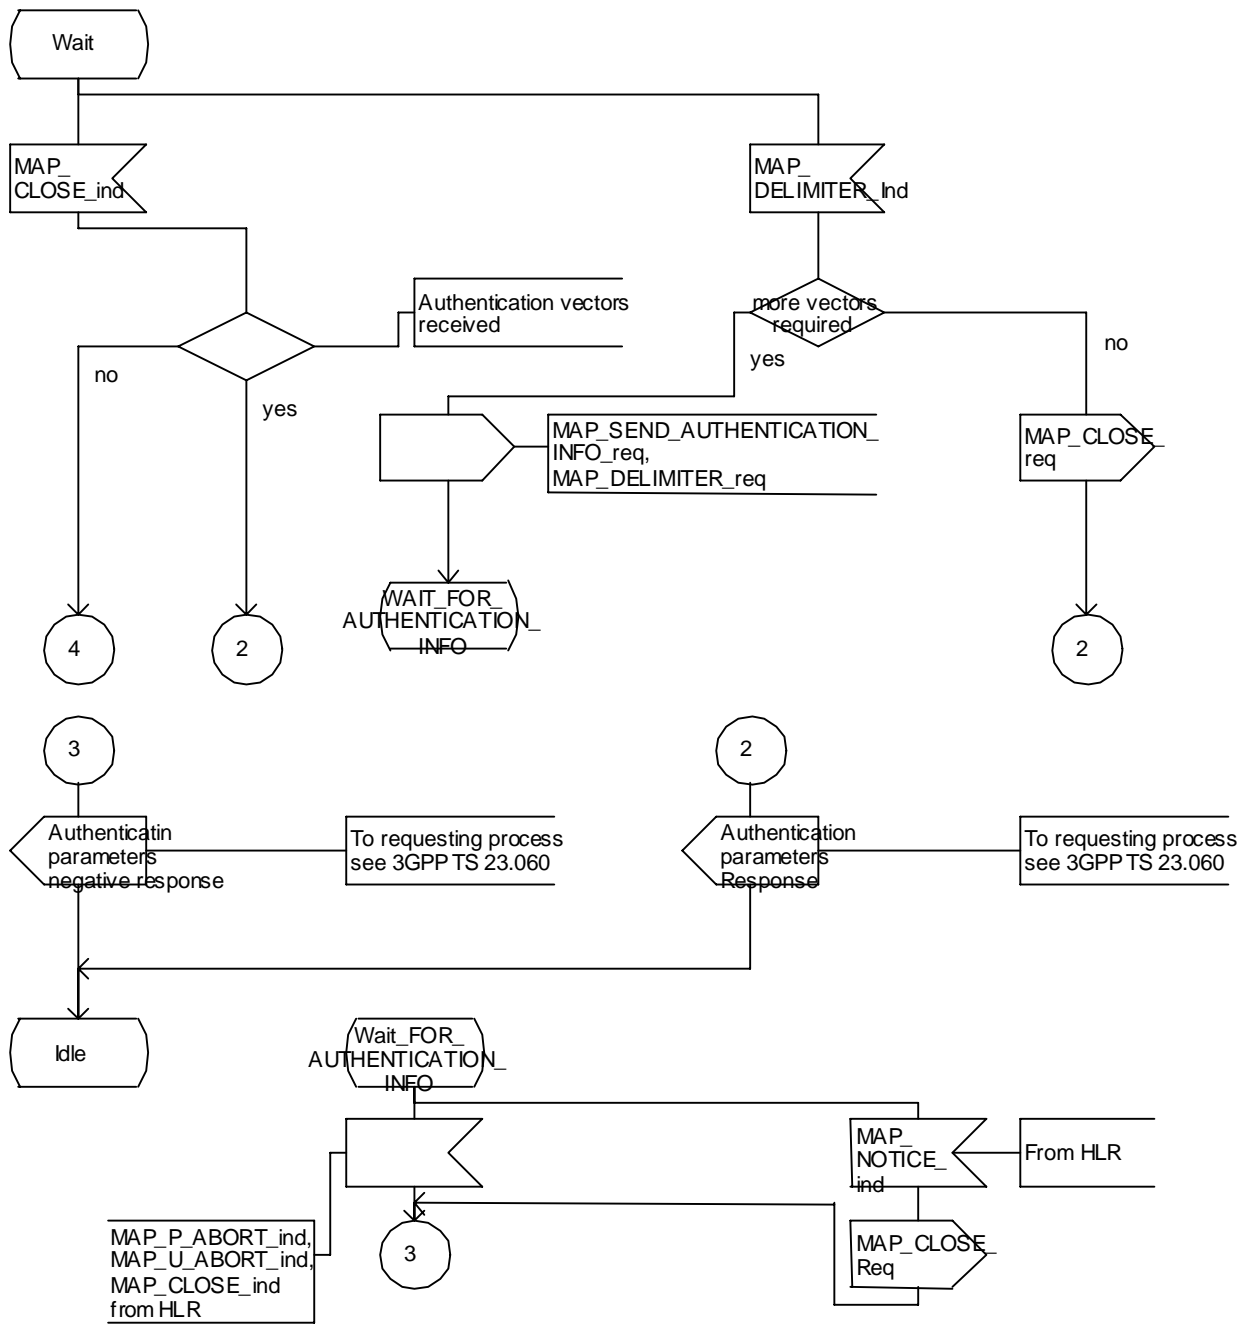 Wait
MAP_
CLOSE_ind
MAP_
DELIMITER_Ind
Authentication vectors
received
more vectors
required
no
yes
yes
no
MAP_SEND_AUTHENTICATION_
INFO_req,
MAP_DELIMITER_req
MAP_CLOSE_
req
WAIT_FOR_
AUTHENTICATION_
INFO
4
2
2
3
2
Authenticatin
parameters
negative response
To requesting process
see 3GPP TS 23.060
Authentication
parameters
Response
To requesting process
see 3GPP TS 23.060
Idle
Wait_FOR_
AUTHENTICATION_
INFO
MAP_
NOTICE_
ind
From HLR
MAP_P_ABORT_ind,
MAP_U_ABORT_ind,
MAP_CLOSE_ind
from HLR
3
MAP_CLOSE_
Req